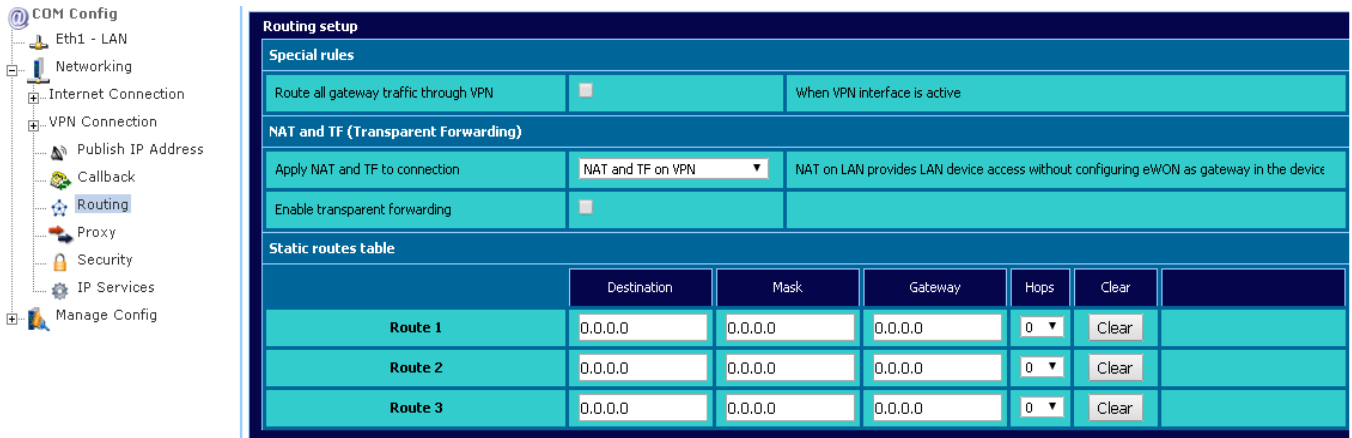 COM Config
Eth1 - LAN
Networking
Internet Connection
VPN Connection
Publish IP Address
Callback
Routing
Proxy
Security
IP Services
Manage Config
Routing setup
Special rules
Route all gateway traffic through VPN When VPN interface is active
NAT and TF (Transparent Forwarding)
Apply NAT and TF to connection NAT and TF on VPN NAT on LAN provides LAN device access without configuring eWON as gateway in the device
Enable transparent forwarding
Static routes table
Destination Mask Gateway Hops Clear
Route 1 0.0.0.0 0.0.0.0 0.0.0.0 0 Clear
Route 2 0.0.0.0 0.0.0.0 0.0.0.0 0 Clear
Route 3 0.0.0.0 0.0.0.0 0.0.0.0 0 Clear